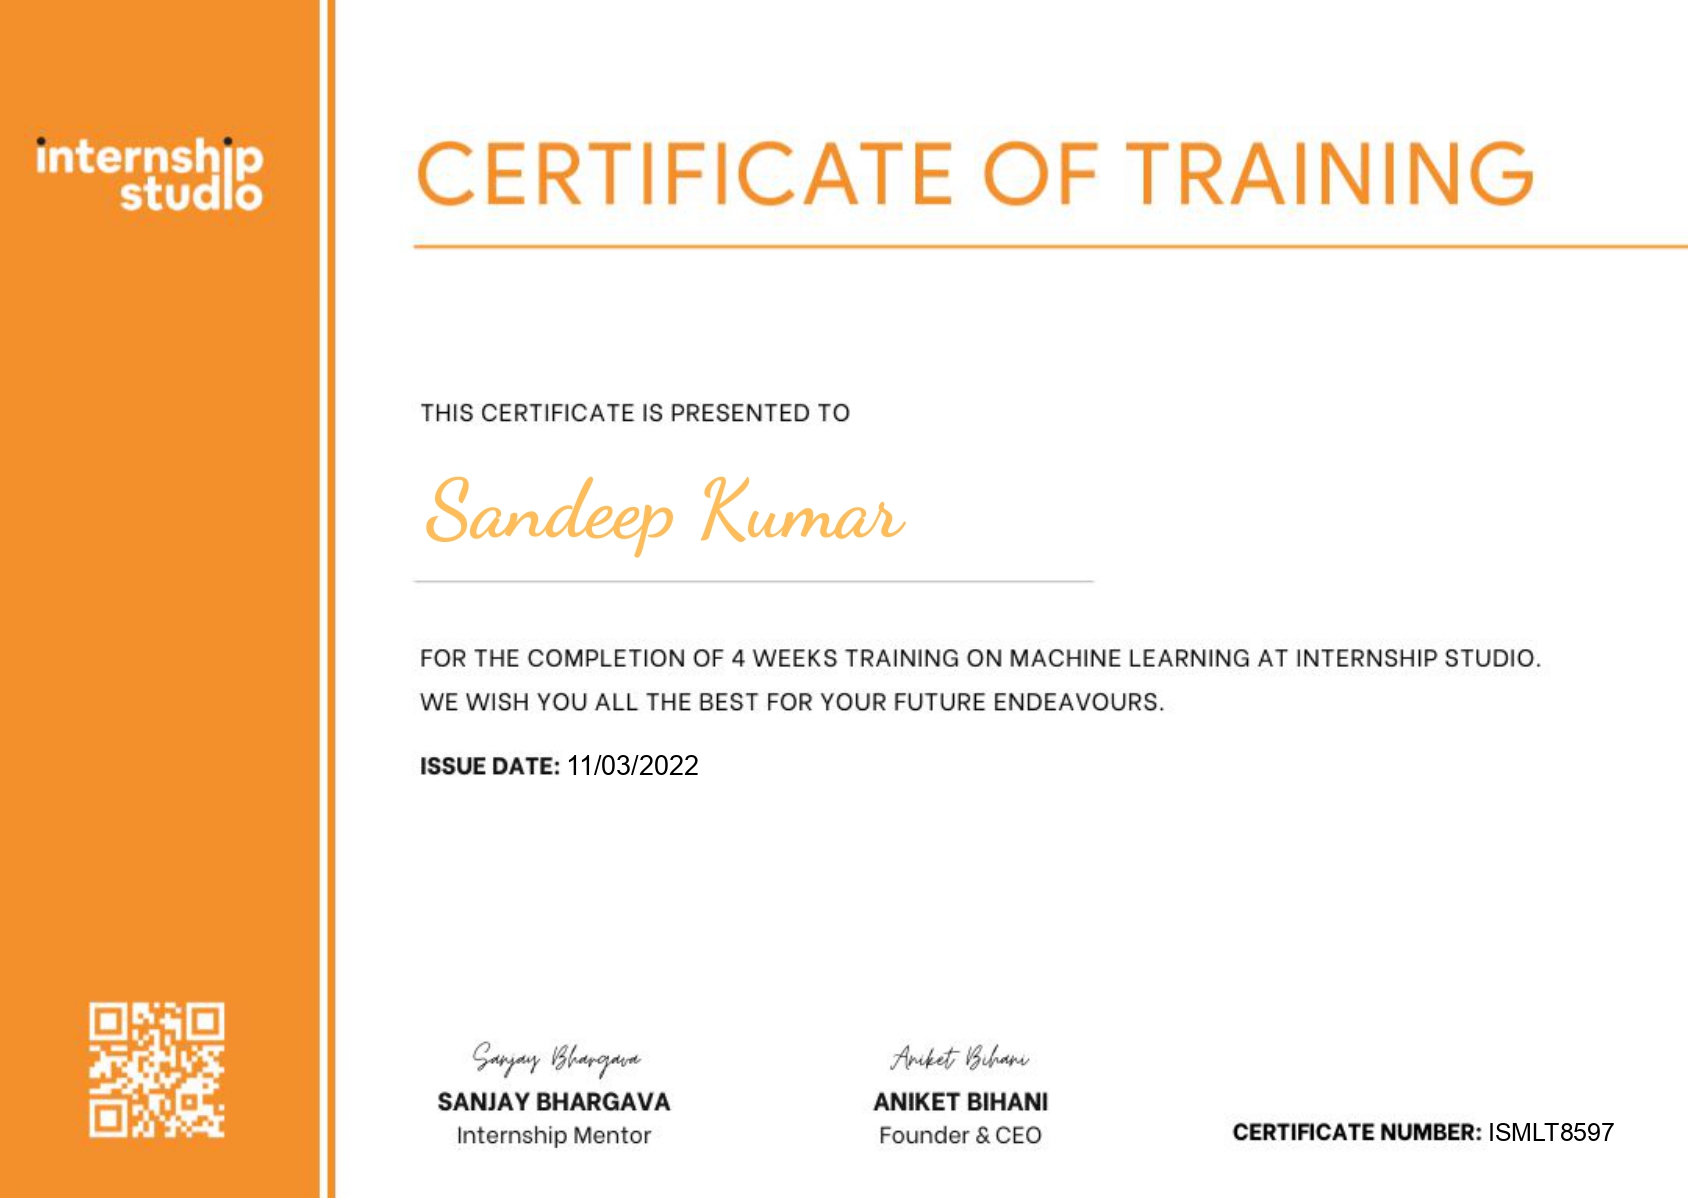 internship
studio
CERTIFICATE OF TRAINING
THIS CERTIFICATE IS PRESENTED TO
Sandeep Kumar
FOR THE COMPLETION OF 4 WEEKS TRAINING ON MACHINE LEARNING AT INTERNSHIP STUDIO.
WE WISH YOU ALL THE BEST FOR YOUR FUTURE ENDEAVOURS.
ISSUE DATE: 11/03/2022
Sanjay Bhargava
SANJAY BHARGAVA
Internship Mentor
Aniket Bihani
ANIKET BIHANI
Founder & CEO
CERTIFICATE NUMBER: ISMLT8597